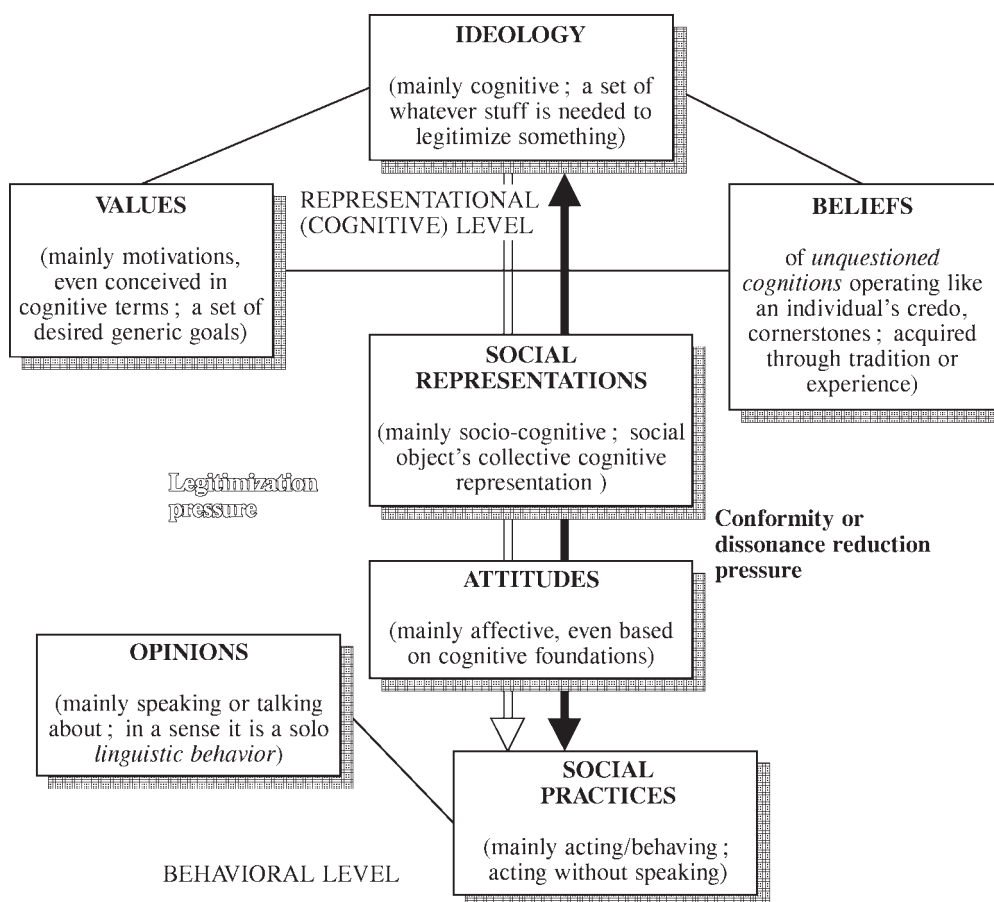 IDEOLOGY
(mainly cognitive ; a set of
whatever stuff is needed to
legitimize something)
VALUES
(mainly motivations,
even conceived in
cognitive terms ; a set of
desired generic goals)
REPRESENTATIONAL
(COGNITIVE) LEVEL
BELIEFS
of unquestioned
cognitions operating like
an individual's credo,
cornerstones ; acquired
through tradition or
experience)
SOCIAL
REPRESENTATIONS
(mainly socio-cognitive ; social
object's collective cognitive
representation )
Legitimization
pressure
Conformity or
dissonance reduction
pressure
ATTITUDES
(mainly affective, even based
on cognitive foundations)
OPINIONS
(mainly speaking or talking
about ; in a sense it is a solo
linguistic behavior)
SOCIAL
PRACTICES
(mainly acting/behaving ;
acting without speaking)
BEHAVIORAL LEVEL